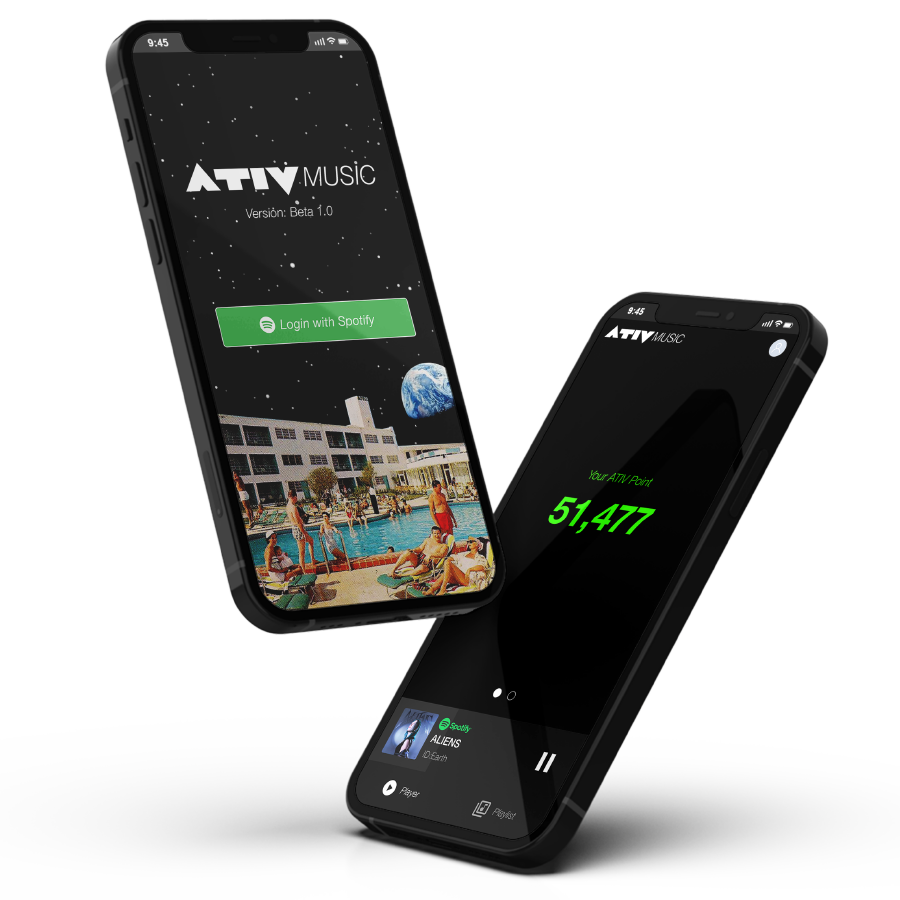 9:45
ATIV MUSIC
Versión: Beta 1.0
Login with Spotify
9:45
ATIV MUSIC
Your ATIV Point
51,477
Spotify
ALIENS
IO:Earth
Player
Playlist